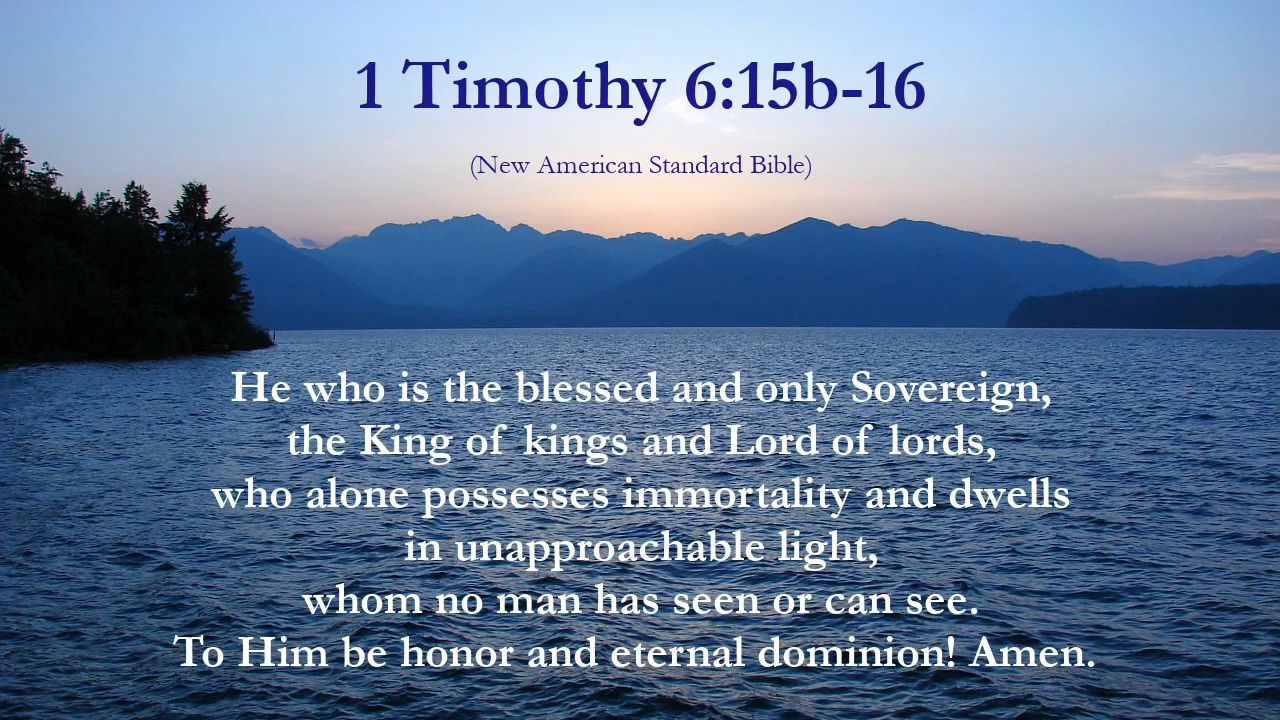 1 Timothy 6:15b-16
(New American Standard Bible)
He who is the blessed and only Sovereign,
the King of kings and Lord of lords,
who alone possesses immortality and dwells
in unapproachable light,
whom no man has seen or can see.
To Him be honor and eternal dominion! Amen.